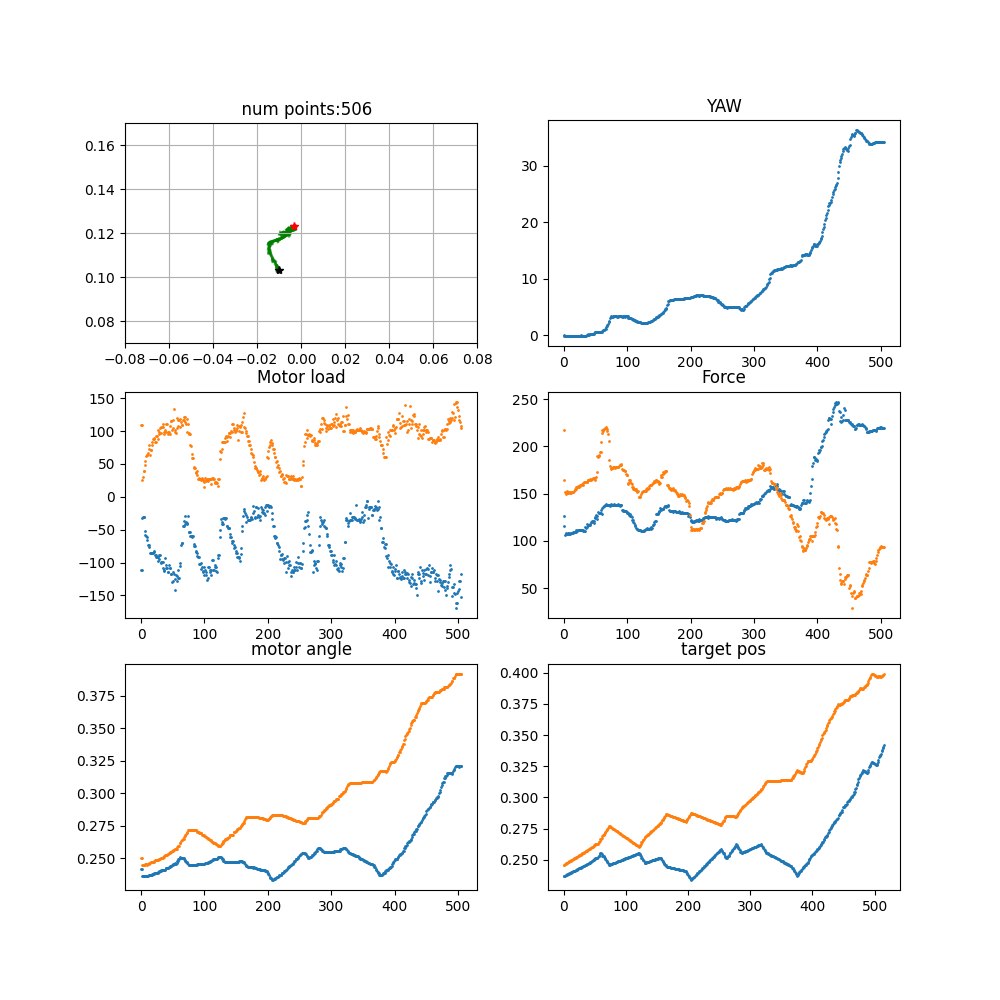 num points:506
0.16
0.14
0.12
0.10
0.08
−0.08 −0.06 −0.04 −0.02 0.00 0.02 0.04 0.06 0.08
YAW
30
20
10
0
0 100 200 300 400 500
Motor load
150
100
50
0
−50
−100
−150
0 100 200 300 400 500
Force
250
200
150
100
50
0 100 200 300 400 500
motor angle
0.375
0.350
0.325
0.300
0.275
0.250
0 100 200 300 400 500
target pos
0.400
0.375
0.350
0.325
0.300
0.275
0.250
0 100 200 300 400 500